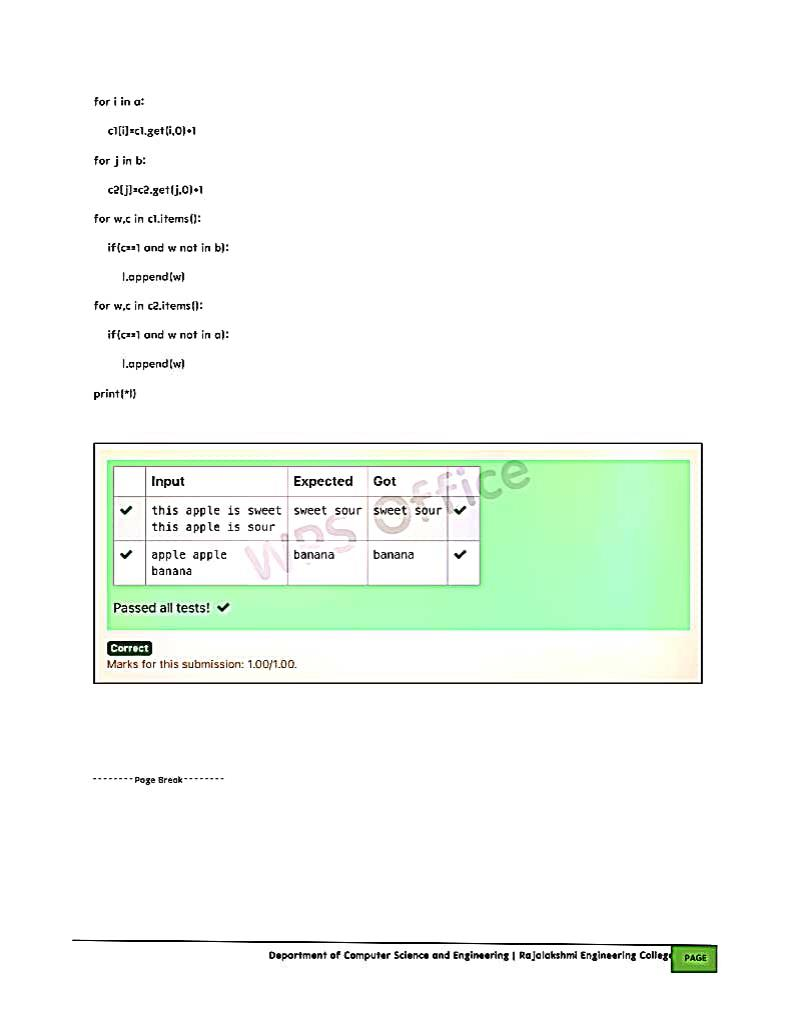 for i in a:
c1[i]=c1.get(i,0)+1
for j in b:
c2[j]=c2.get(j,0)+1
for w,c in c1.items():
if(c==1 and w not in b):
l.append(w)
for w,c in c2.items():
if(c==1 and w not in a):
l.append(w)
print(*l)
Input Expected Got
✔ this apple is sweet sweet sour sweet sour ✔
this apple is sour
✔ apple apple banana banana ✔
banana
WPS Office
Passed all tests! ✔
Correct
Marks for this submission: 1.00/1.00.
--------Page Break--------
Department of Computer Science and Engineering | Rajalakshmi Engineering College PAGE